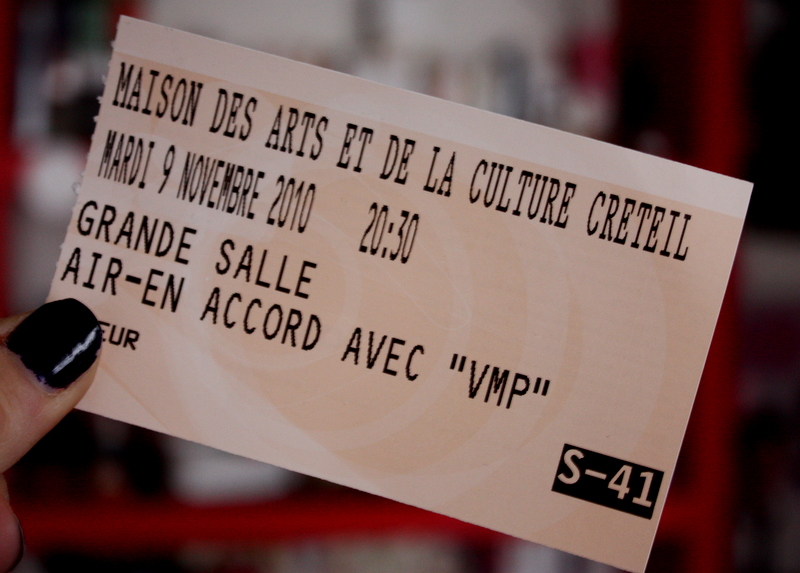 MAISON DES ARTS ET DE LA CULTURE CRETEIL
MARDI 9 NOVEMBRE 2010 20:30
GRANDE SALLE
AIR-EN ACCORD AVEC "VMP"
EUR
S-41